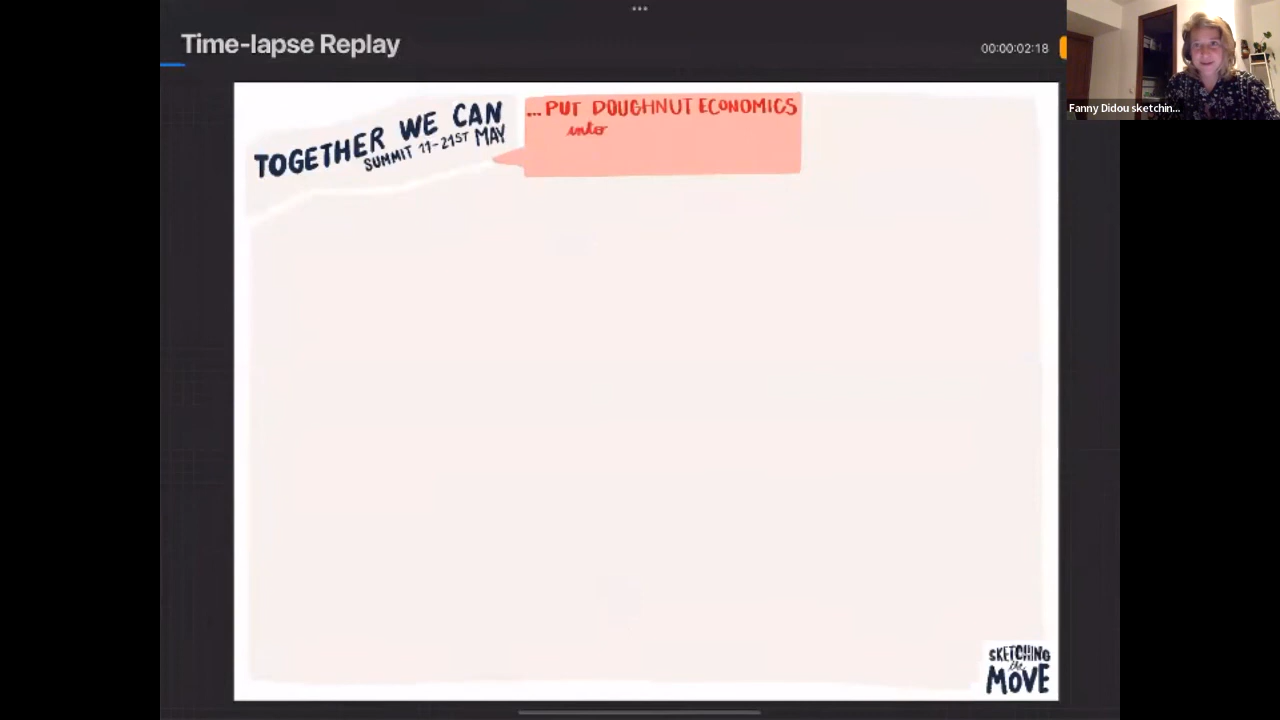 Time-lapse Replay
00:00:02:18
Fanny Didou sketchin...
TOGETHER WE CAN
SUMMIT 11-21ST MAY
...PUT DOUGHNUT ECONOMICS
into
SKETCHING
the
MOVE